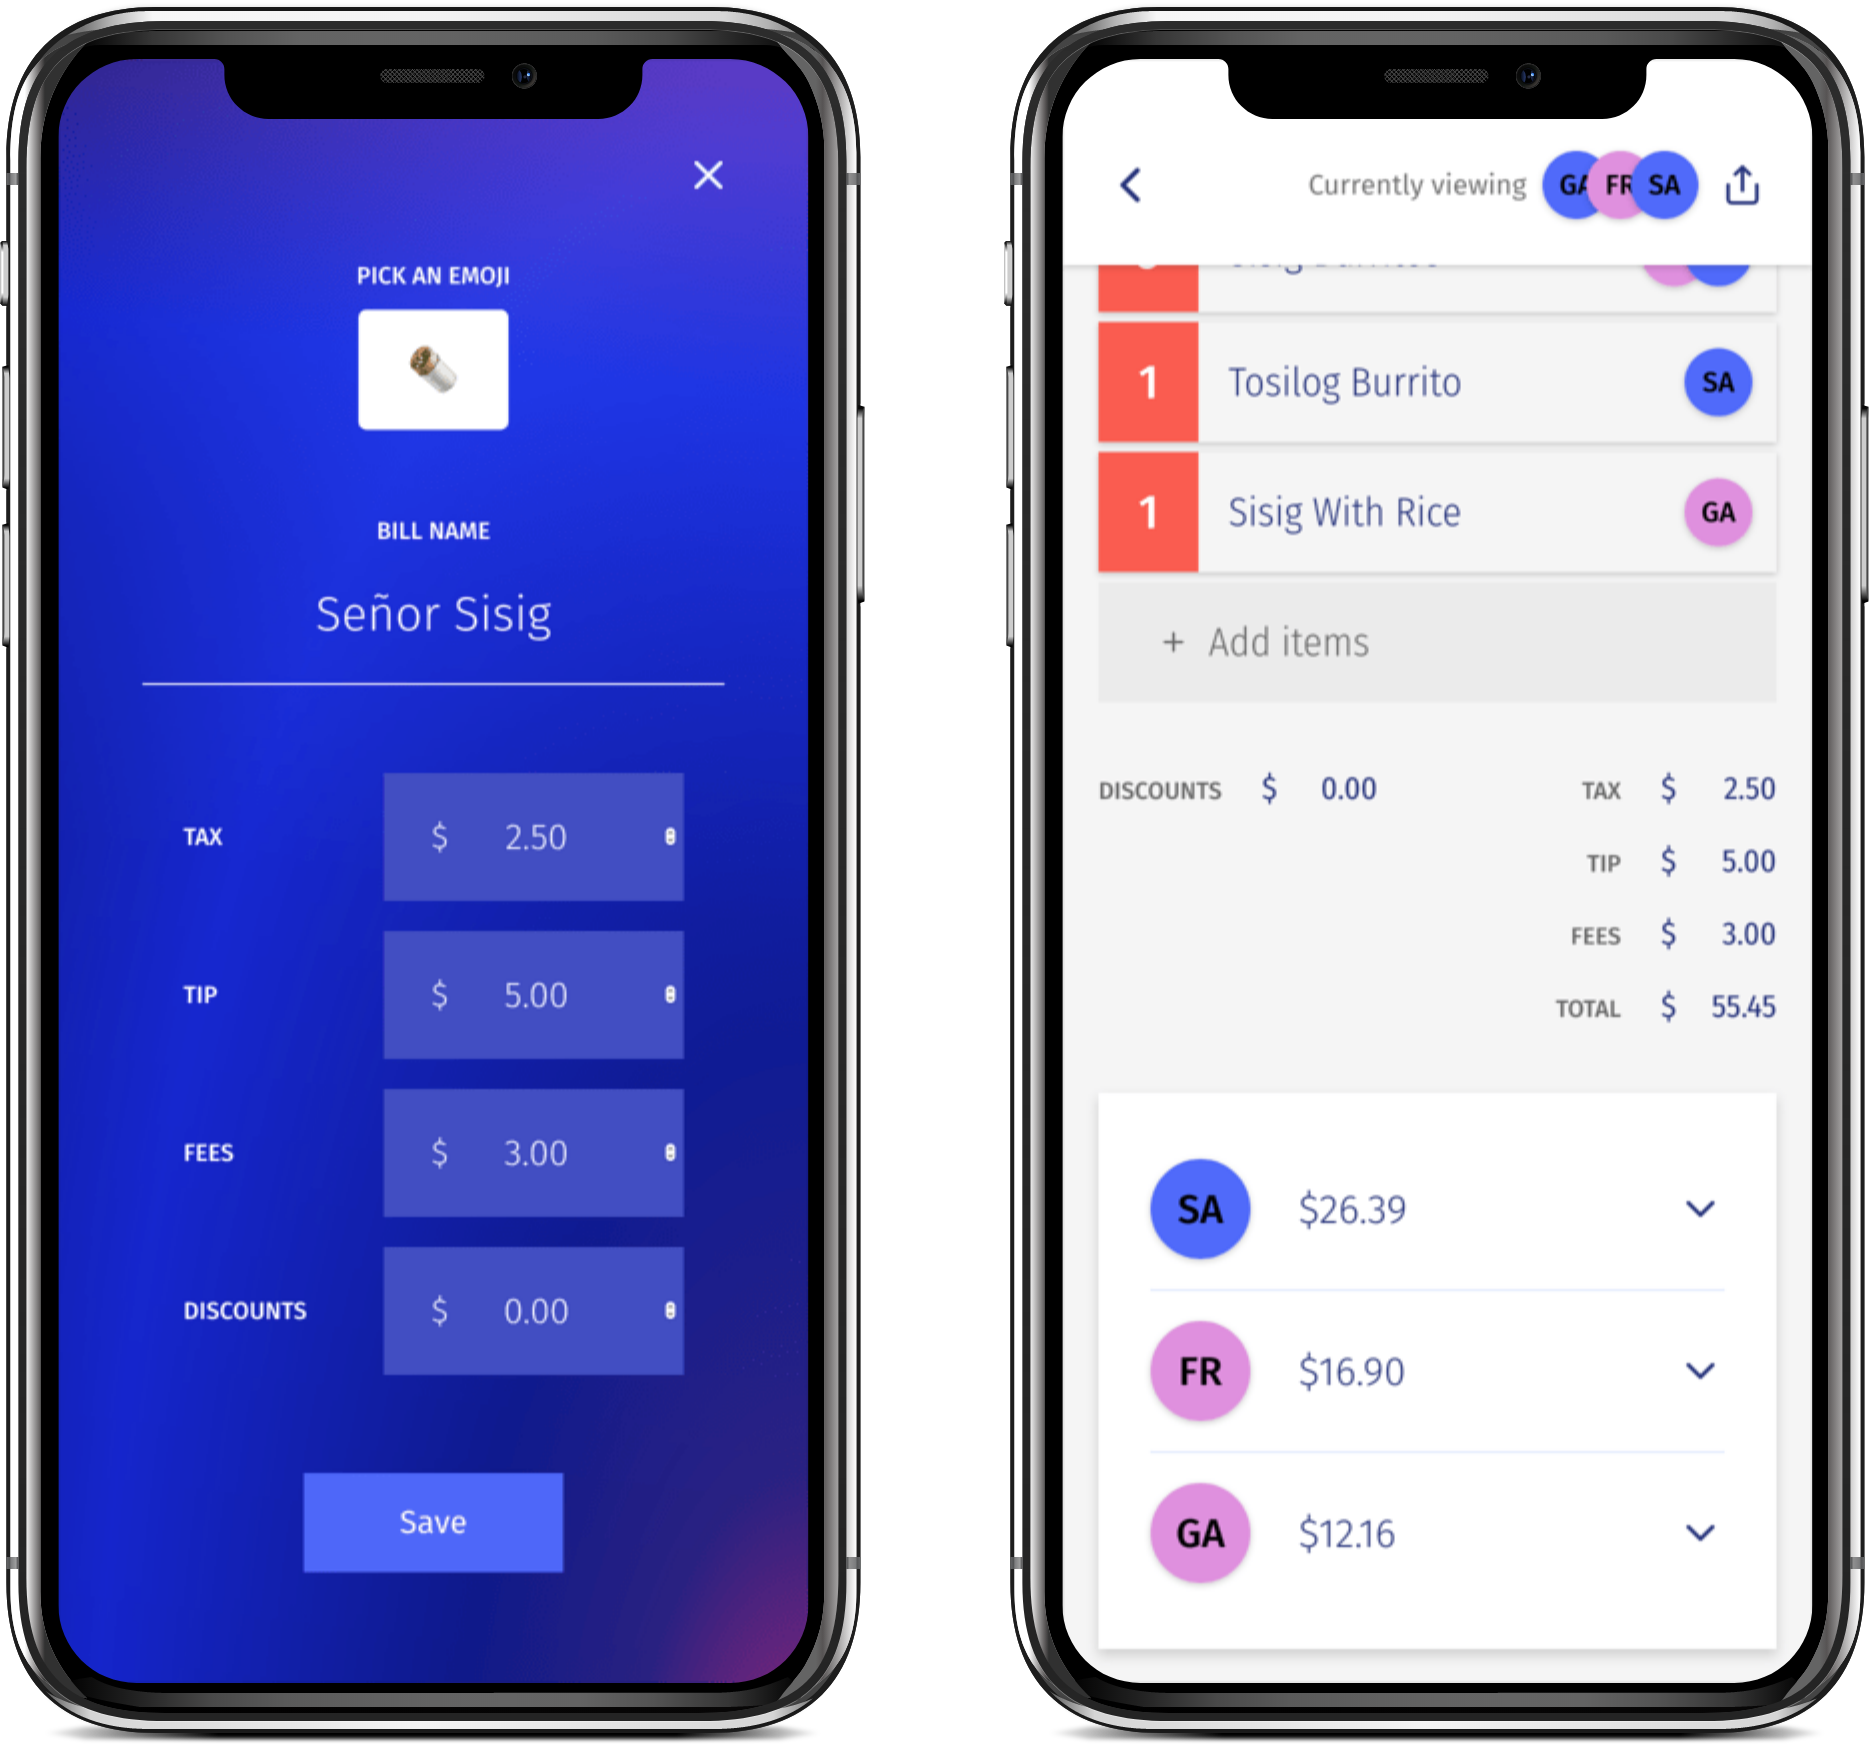 PICK AN EMOJI
BILL NAME
Señor Sisig
TAX $ 2.50
TIP $ 5.00
FEES $ 3.00
DISCOUNTS $ 0.00
Save
Currently viewing GA FR SA
1 Tosilog Burrito SA
1 Sisig With Rice GA
+ Add items
DISCOUNTS $ 0.00 TAX $ 2.50
TIP $ 5.00
FEES $ 3.00
TOTAL $ 55.45
SA $26.39
FR $16.90
GA $12.16